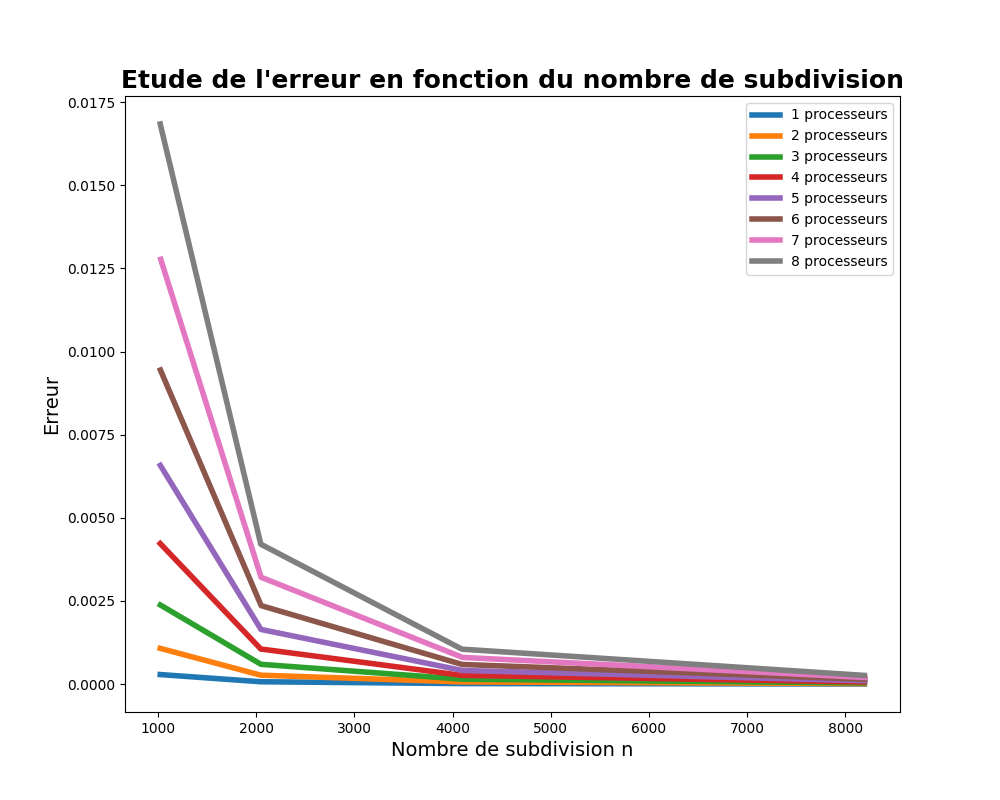 Etude de l'erreur en fonction du nombre de subdivision
0.0175
0.0150
0.0125
0.0100
0.0075
0.0050
0.0025
0.0000
Erreur
1 processeurs
2 processeurs
3 processeurs
4 processeurs
5 processeurs
6 processeurs
7 processeurs
8 processeurs
1000 2000 3000 4000 5000 6000 7000 8000
Nombre de subdivision n